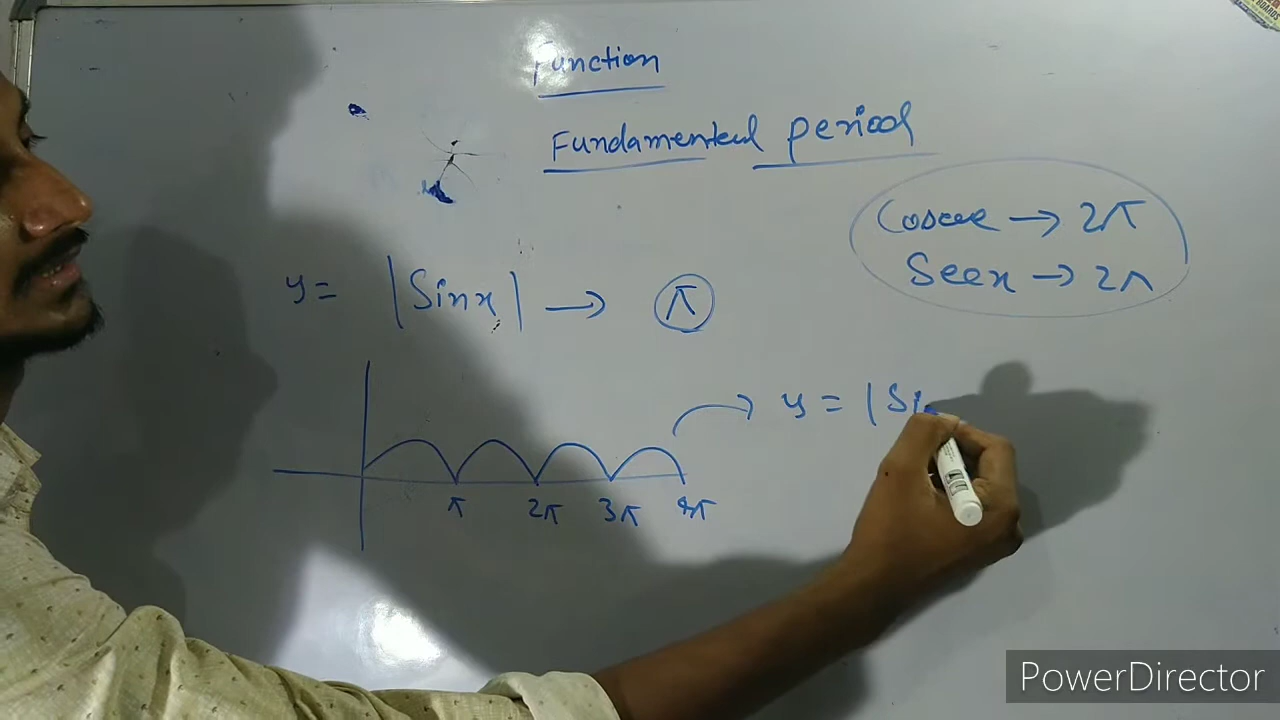 Function
Fundamental period
Cosecx → 2π
Secx → 2π
y = |Sinx| → π
y = |Si
π 2π 3π 4π
PowerDirector